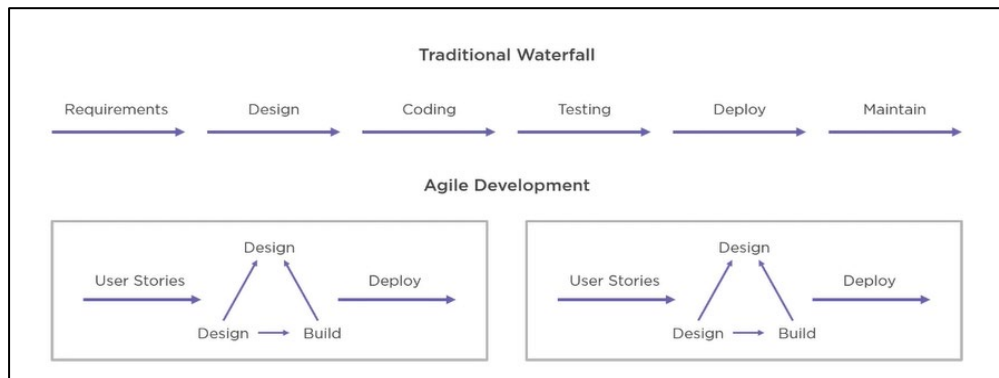 Traditional Waterfall
Requirements Design Coding Testing Deploy Maintain
Agile Development
Design
User Stories Deploy
Design Build
Design
User Stories Deploy
Design Build